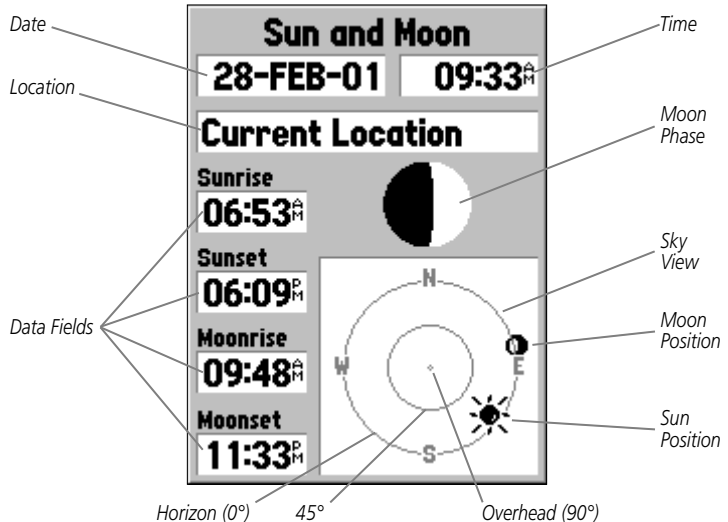 Date
Sun and Moon
Time
28-FEB-01
09:33AM
Location
Current Location
Moon
Phase
Sunrise
06:53AM
Sunset
06:09PM
Sky
View
N
Data Fields
Moonrise
09:48AM
W
E
Moon
Position
Moonset
11:33PM
S
Sun
Position
Horizon (0°)
45°
Overhead (90°)